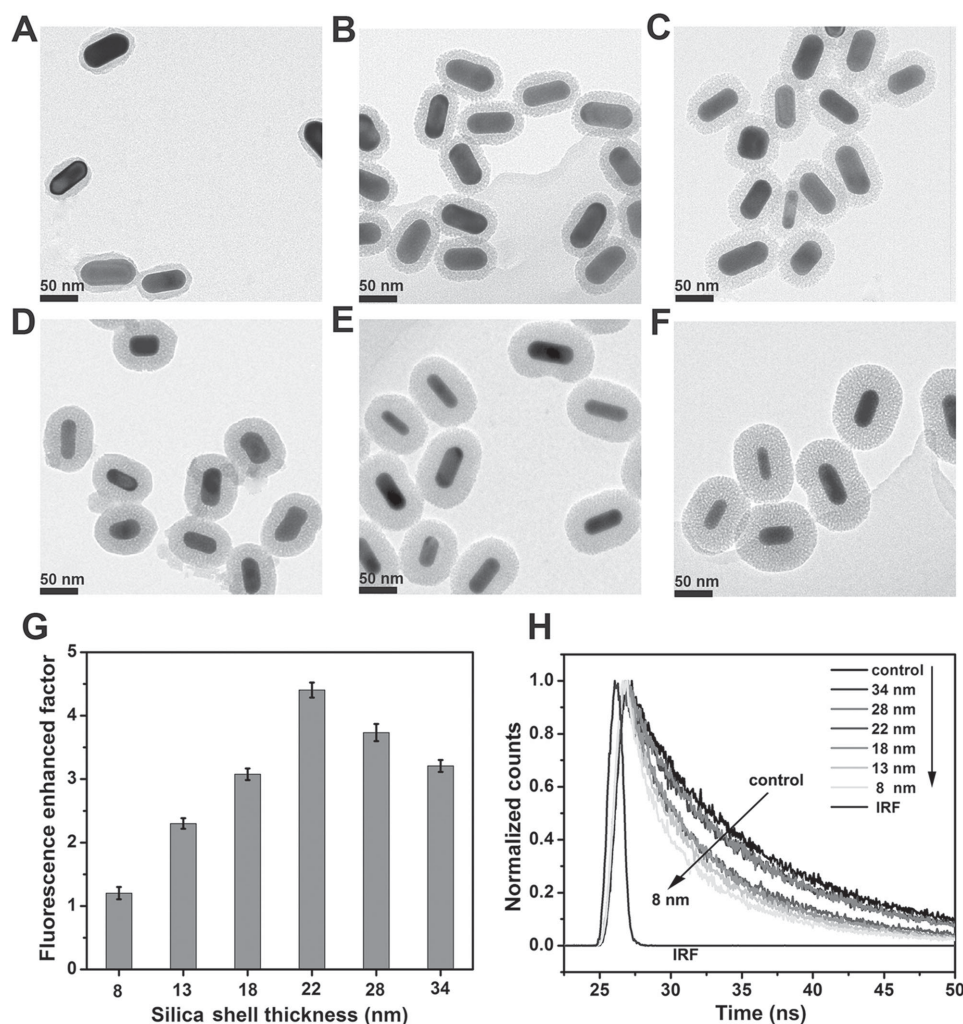 A
B
C
50 nm
50 nm
50 nm
D
E
F
50 nm
50 nm
50 nm
G
Fluorescence enhanced factor
5
4
3
2
1
0
8 13 18 22 28 34
Silica shell thickness (nm)
H
Normalized counts
1.0
0.8
0.6
0.4
0.2
0.0
control
34 nm
28 nm
22 nm
18 nm
13 nm
8 nm
IRF
control
8 nm
IRF
25 30 35 40 45 50
Time (ns)